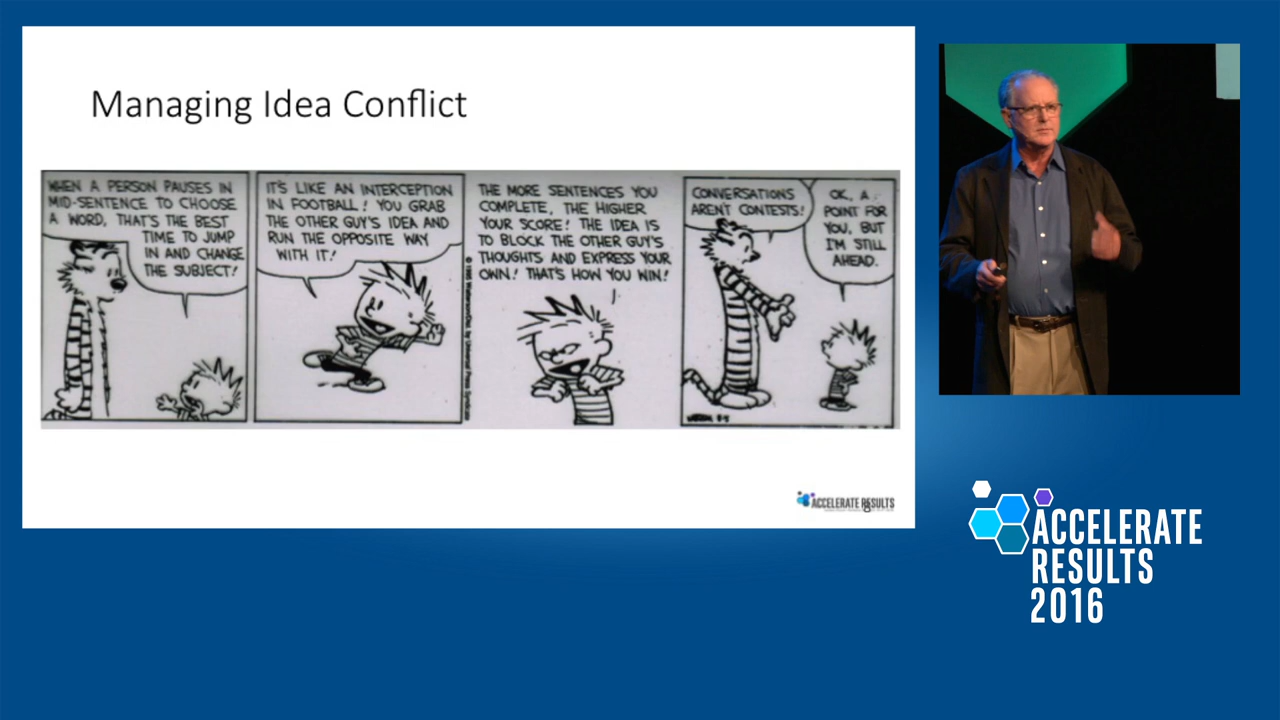 Managing Idea Conflict
WHEN A PERSON PAUSES IN
MID-SENTENCE TO CHOOSE
A WORD, THAT'S THE BEST
TIME TO JUMP
IN AND CHANGE
THE SUBJECT!
IT'S LIKE AN INTERCEPTION
IN FOOTBALL! YOU GRAB
THE OTHER GUY'S IDEA AND
RUN THE OPPOSITE WAY
WITH IT!
THE MORE SENTENCES YOU
COMPLETE, THE HIGHER
YOUR SCORE! THE IDEA IS
TO BLOCK THE OTHER GUY'S
THOUGHTS AND EXPRESS YOUR
OWN! THAT'S HOW YOU WIN!
CONVERSATIONS
AREN'T CONTESTS!
OK, A
POINT FOR
YOU, BUT
I'M STILL
AHEAD.
ACCELERATE RESULTS
ACCELERATE
RESULTS
2016